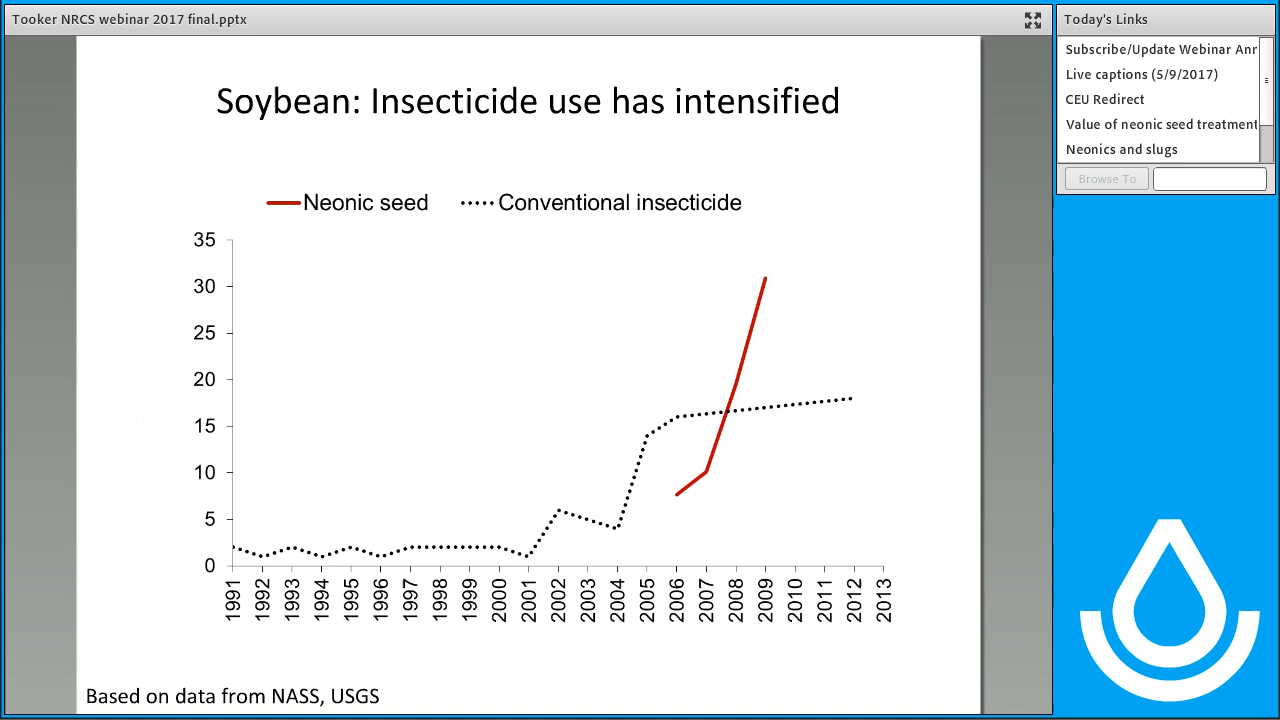 Tooker NRCS webinar 2017 final.pptx
Soybean: Insecticide use has intensified
Neonic seed
Conventional insecticide
35
30
25
20
15
10
5
0
1991
1992
1993
1994
1995
1996
1997
1998
1999
2000
2001
2002
2003
2004
2005
2006
2007
2008
2009
2010
2011
2012
2013
Based on data from NASS, USGS
Today's Links
Subscribe/Update Webinar Anr
Live captions (5/9/2017)
CEU Redirect
Value of neonic seed treatment
Neonics and slugs
Browse To